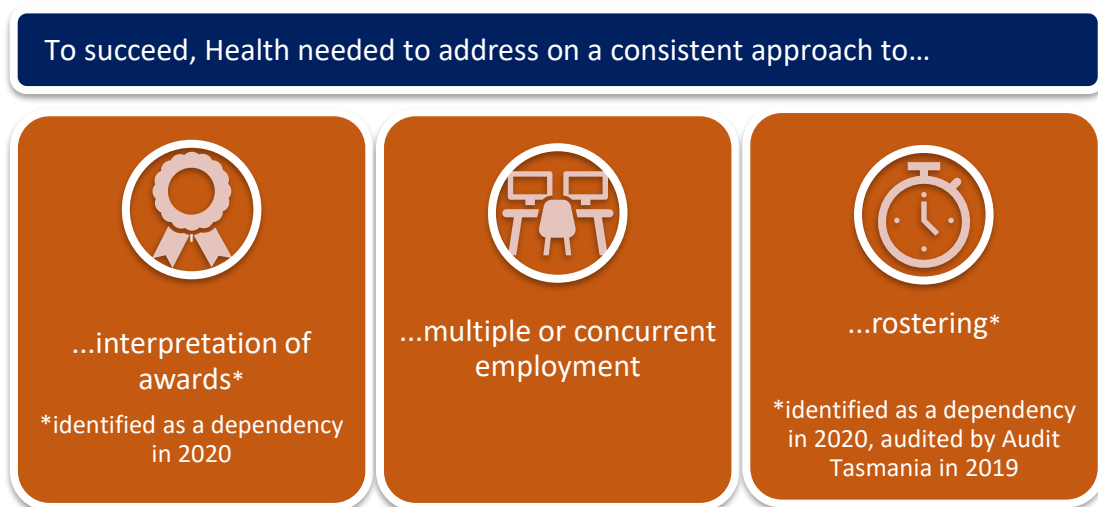 To succeed, Health needed to address on a consistent approach to…
...interpretation of
awards*
*identified as a dependency
in 2020
...multiple or concurrent
employment
...rostering*
*identified as a dependency
in 2020, audited by Audit
Tasmania in 2019